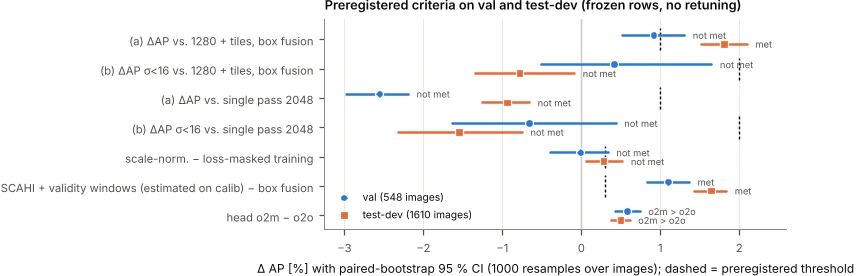 Preregistered criteria on val and test-dev (frozen rows, no retuning)
(a) ΔAP vs. 1280 + tiles, box fusion
not met
met
(b) ΔAP σ<16 vs. 1280 + tiles, box fusion
not met
not met
(a) ΔAP vs. single pass 2048
not met
not met
(b) ΔAP σ<16 vs. single pass 2048
not met
not met
scale-norm. − loss-masked training
not met
not met
SCAHI + validity windows (estimated on calib) − box fusion
met
met
head o2m − o2o
o2m > o2o
o2m > o2o
val (548 images)
test-dev (1610 images)
−3 −2 −1 0 1 2
Δ AP [%] with paired-bootstrap 95 % CI (1000 resamples over images); dashed = preregistered threshold